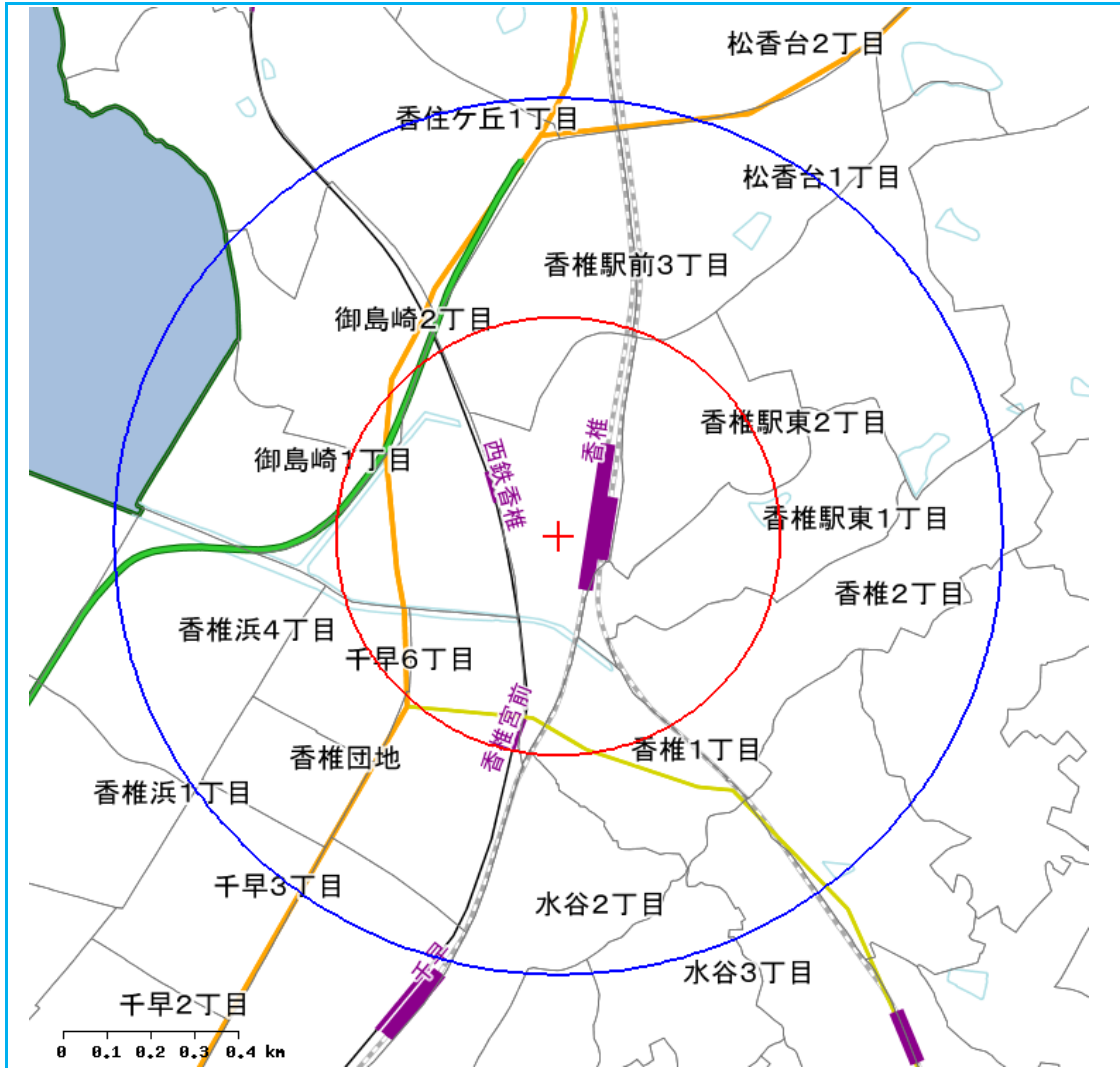 松香台2丁目
香住ケ丘1丁目
松香台1丁目
香椎駅前3丁目
御島崎2丁目
香椎駅東2丁目
香椎
西鉄香椎
御島崎1丁目
香椎駅東1丁目
香椎2丁目
香椎浜4丁目
千早6丁目
香椎宮前
香椎1丁目
香椎団地
香椎浜1丁目
千早3丁目
水谷2丁目
千早
水谷3丁目
千早2丁目
0 0.1 0.2 0.3 0.4 km